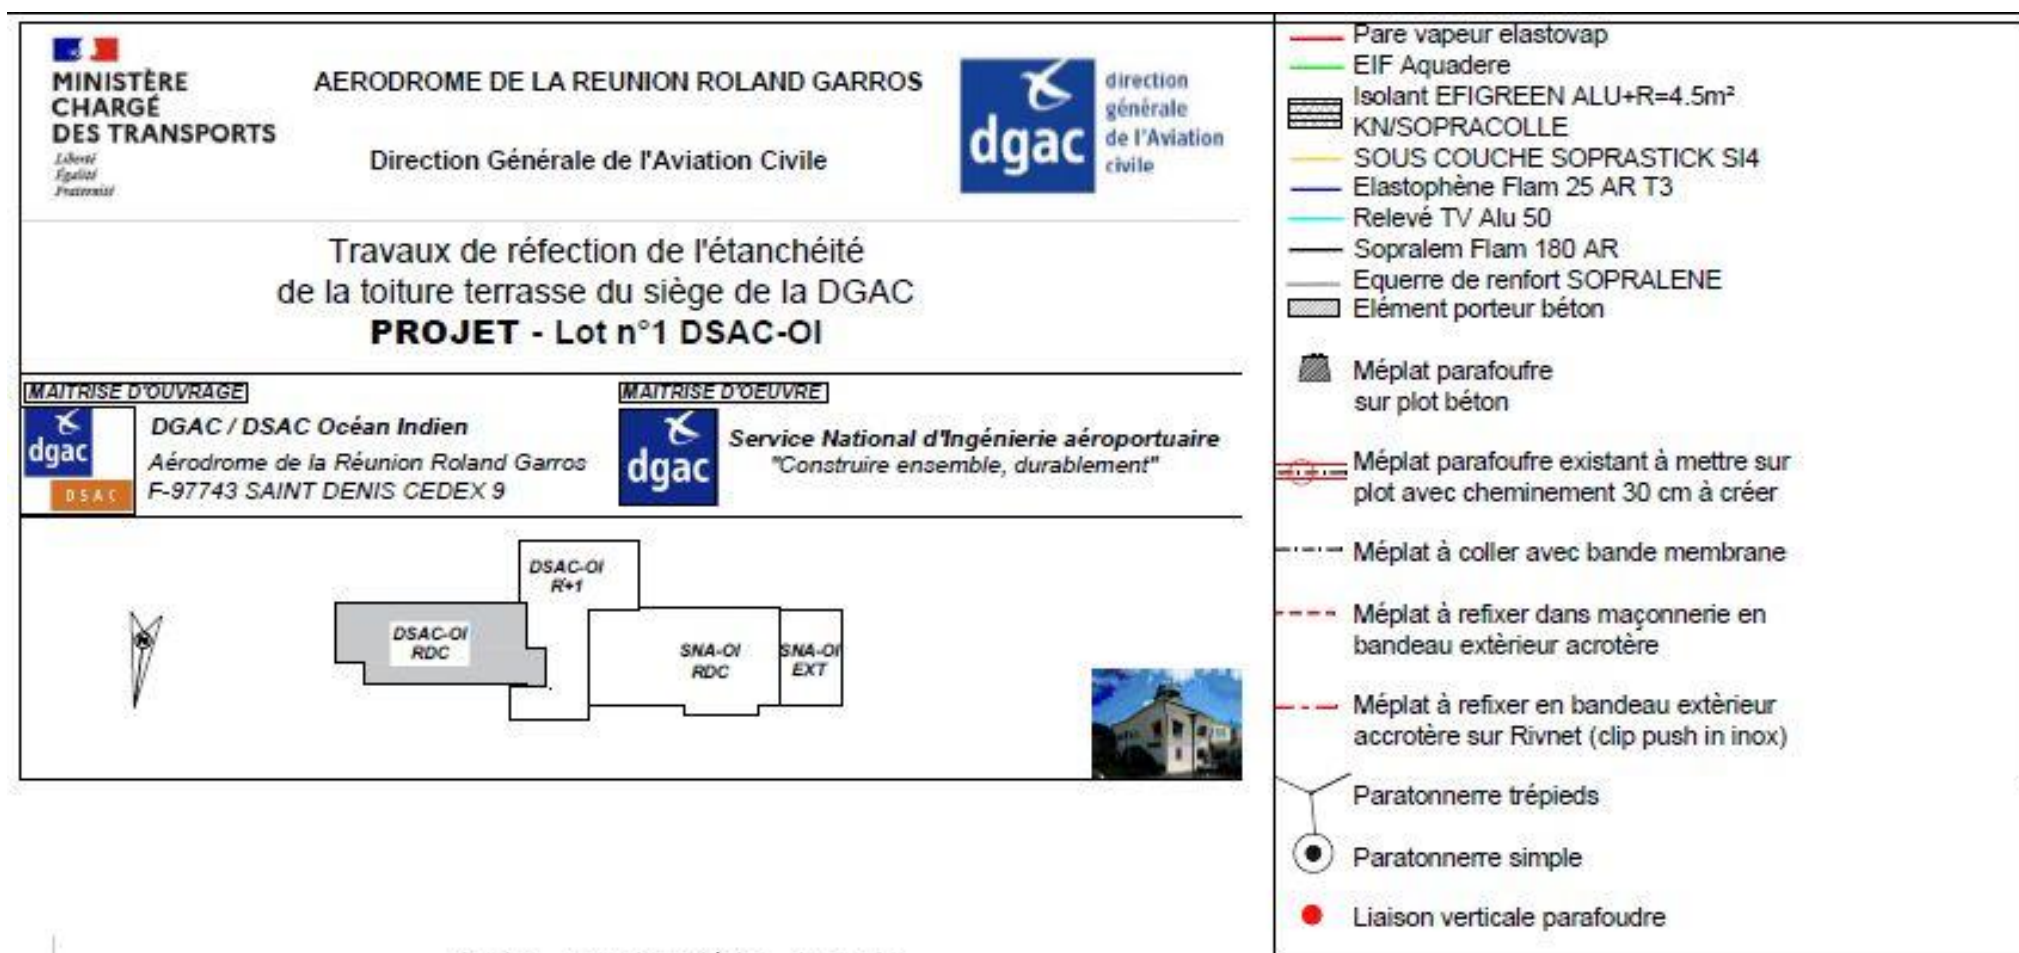 MINISTÈRE
CHARGÉ
DES TRANSPORTS
Liberté
Égalité
Fraternité
AERODROME DE LA REUNION ROLAND GARROS
Direction Générale de l'Aviation Civile
dgac
direction
générale
de l'Aviation
civile
Travaux de réfection de l'étanchéité
de la toiture terrasse du siège de la DGAC
PROJET - Lot n°1 DSAC-OI
MAITRISE D'OUVRAGE
dgac
DSAC
DGAC / DSAC Océan Indien
Aérodrome de la Réunion Roland Garros
F-97743 SAINT DENIS CEDEX 9
MAITRISE D'OEUVRE
dgac
Service National d'Ingénierie aéroportuaire
"Construire ensemble, durablement"
DSAC-OI
R+1
DSAC-OI
RDC
SNA-OI
RDC
SNA-OI
EXT
N
Pare vapeur elastovap
EIF Aquadere
Isolant EFIGREEN ALU+R=4.5m²
KN/SOPRACOLLE
SOUS COUCHE SOPRASTICK SI4
Elastophène Flam 25 AR T3
Relevé TV Alu 50
Sopralem Flam 180 AR
Equerre de renfort SOPRALENE
Elément porteur béton
Méplat parafoufre
sur plot béton
Méplat parafoufre existant à mettre sur
plot avec cheminement 30 cm à créer
Méplat à coller avec bande membrane
Méplat à refixer dans maçonnerie en
bandeau extèrieur acrotère
Méplat à refixer en bandeau extèrieur
accrotère sur Rivnet (clip push in inox)
Paratonnerre trépieds
Paratonnerre simple
Liaison verticale parafoudre